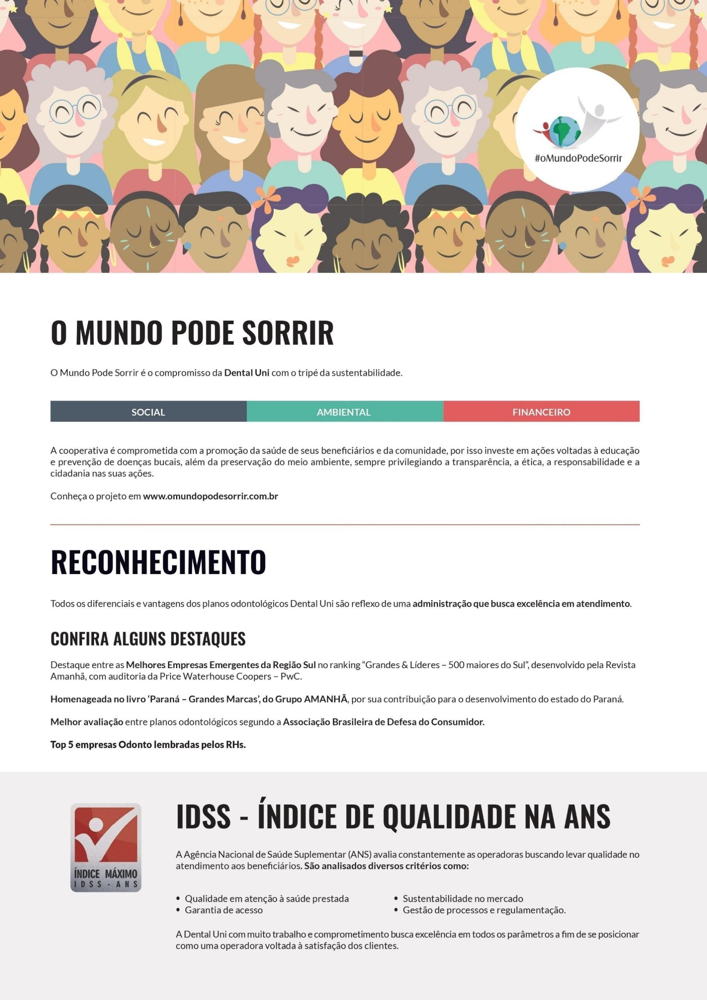 #oMundoPodeSorrir
O MUNDO PODE SORRIR
O Mundo Pode Sorrir é o compromisso da Dental Uni com o tripé da sustentabilidade.
SOCIAL
AMBIENTAL
FINANCEIRO
A cooperativa é comprometida com a promoção da saúde de seus beneficiários e da comunidade, por isso investe em ações voltadas à educação
e prevenção de doenças bucais, além da preservação do meio ambiente, sempre privilegiando a transparência, a ética, a responsabilidade e a
cidadania nas suas ações.
Conheça o projeto em www.omundopodesorrir.com.br
RECONHECIMENTO
Todos os diferenciais e vantagens dos planos odontológicos Dental Uni são reflexo de uma administração que busca excelência em atendimento.
CONFIRA ALGUNS DESTAQUES
Destaque entre as Melhores Empresas Emergentes da Região Sul no ranking “Grandes & Líderes – 500 maiores do Sul”, desenvolvido pela Revista
Amanhã, com auditoria da Price Waterhouse Coopers – PwC.
Homenageada no livro ‘Paraná – Grandes Marcas’, do Grupo AMANHÃ, por sua contribuição para o desenvolvimento do estado do Paraná.
Melhor avaliação entre planos odontológicos segundo a Associação Brasileira de Defesa do Consumidor.
Top 5 empresas Odonto lembradas pelos RHs.
ÍNDICE MÁXIMO
IDSS - ANS
IDSS - ÍNDICE DE QUALIDADE NA ANS
A Agência Nacional de Saúde Suplementar (ANS) avalia constantemente as operadoras buscando levar qualidade no
atendimento aos beneficiários. São analisados diversos critérios como:
• Qualidade em atenção à saúde prestada
• Garantia de acesso
• Sustentabilidade no mercado
• Gestão de processos e regulamentação.
A Dental Uni com muito trabalho e comprometimento busca excelência em todos os parâmetros a fim de se posicionar
como uma operadora voltada à satisfação dos clientes.